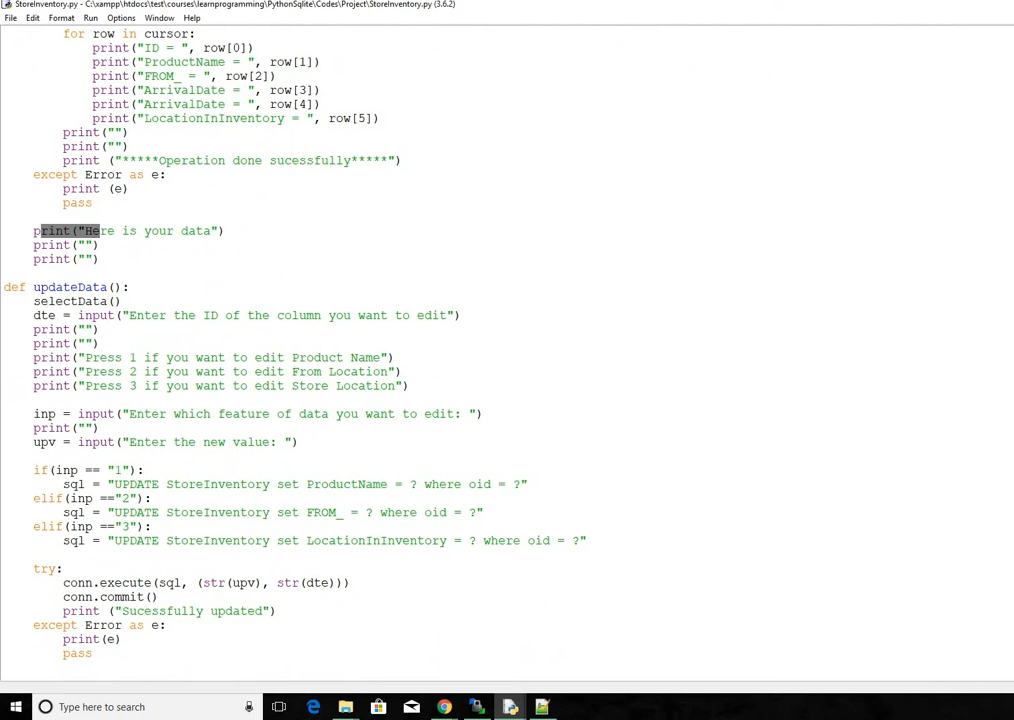 StoreInventory.py - C:\xampp\htdocs\test\courses\learnprogramming\PythonSqlite\Codes\Project\StoreInventory.py (3.6.2)
File Edit Format Run Options Window Help
for row in cursor:
print("ID = ", row[0])
print("ProductName = ", row[1])
print("FROM_ = ", row[2])
print("ArrivalDate = ", row[3])
print("ArrivalDate = ", row[4])
print("LocationInInventory = ", row[5])
print("")
print("")
print ("*****Operation done sucessfully*****")
except Error as e:
print (e)
pass
print("Here is your data")
print("")
print("")
def updateData():
selectData()
dte = input("Enter the ID of the column you want to edit")
print("")
print("")
print("Press 1 if you want to edit Product Name")
print("Press 2 if you want to edit From Location")
print("Press 3 if you want to edit Store Location")
inp = input("Enter which feature of data you want to edit: ")
print("")
upv = input("Enter the new value: ")
if(inp == "1"):
sql = "UPDATE StoreInventory set ProductName = ? where oid = ?"
elif(inp =="2"):
sql = "UPDATE StoreInventory set FROM_ = ? where oid = ?"
elif(inp =="3"):
sql = "UPDATE StoreInventory set LocationInInventory = ? where oid = ?"
try:
conn.execute(sql, (str(upv), str(dte)))
conn.commit()
print ("Sucessfully updated")
except Error as e:
print(e)
pass
Type here to search